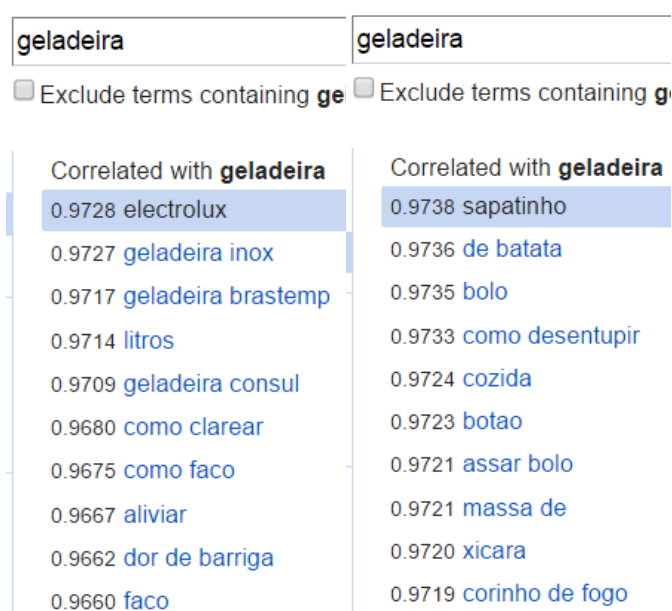 geladeira
Exclude terms containing ge
Correlated with geladeira
0.9728 electrolux
0.9727 geladeira inox
0.9717 geladeira brastemp
0.9714 litros
0.9709 geladeira consul
0.9680 como clarear
0.9675 como faco
0.9667 aliviar
0.9662 dor de barriga
0.9660 faco
geladeira
Exclude terms containing g
Correlated with geladeira
0.9738 sapatinho
0.9736 de batata
0.9735 bolo
0.9733 como desentupir
0.9724 cozida
0.9723 botao
0.9721 assar bolo
0.9721 massa de
0.9720 xicara
0.9719 corinho de fogo